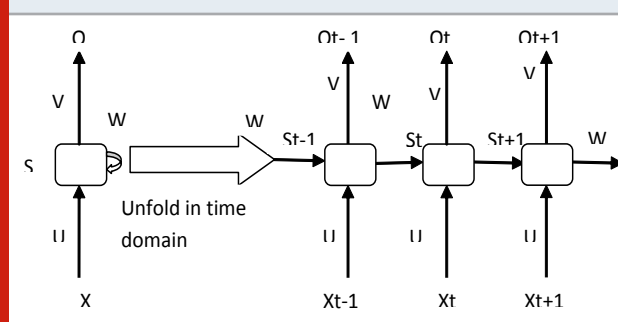 O Ot-1 Ot Ot+1
V V V V
W W W St-1 St St+1 W
S
Unfold in time
domain
U U U U
X Xt-1 Xt Xt+1